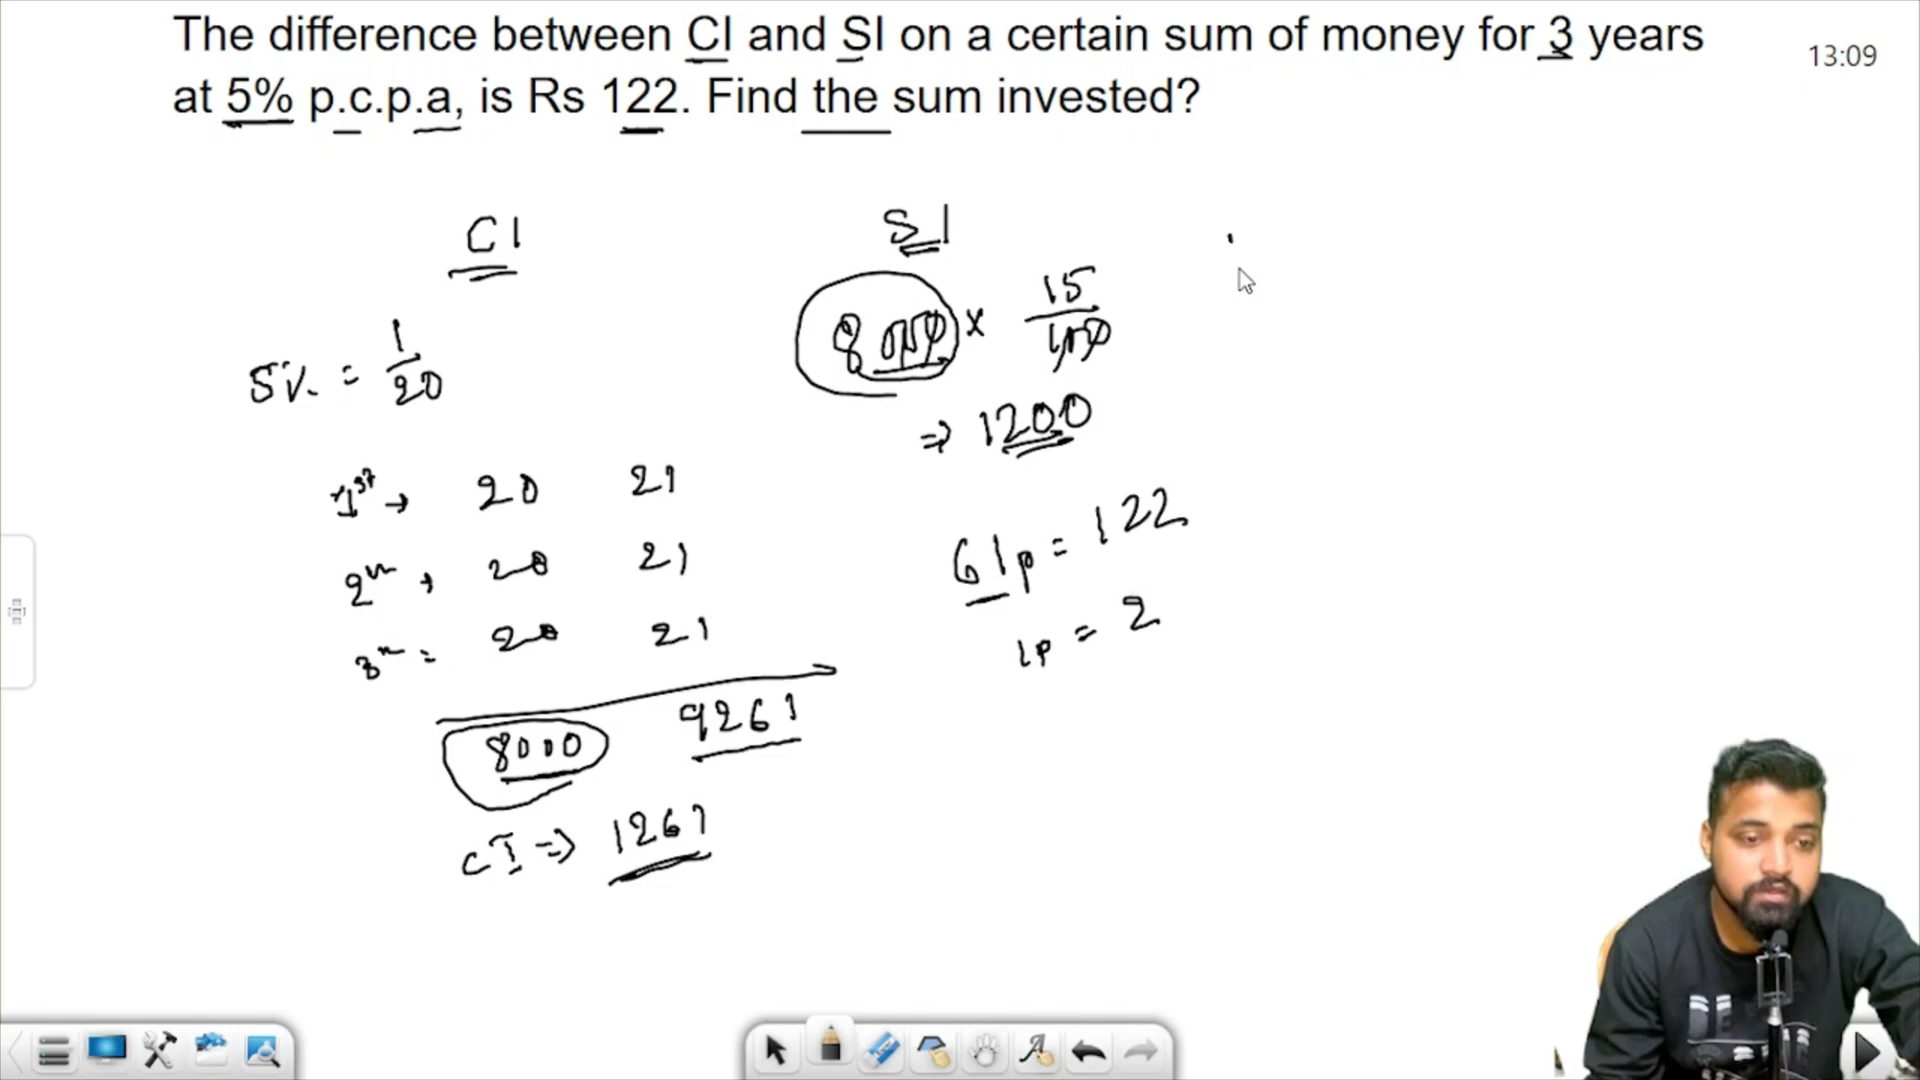 The difference between CI and SI on a certain sum of money for 3 years
13:09
at 5% p.c.p.a, is Rs 122. Find the sum invested?
CI
SI
5% = 1/20
8000 × 15/100
⇒ 1200
1st → 20 21
2n → 20 21
3n = 20 21
8000 9261
CI ⇒ 1261
61p = 122
1p = 2